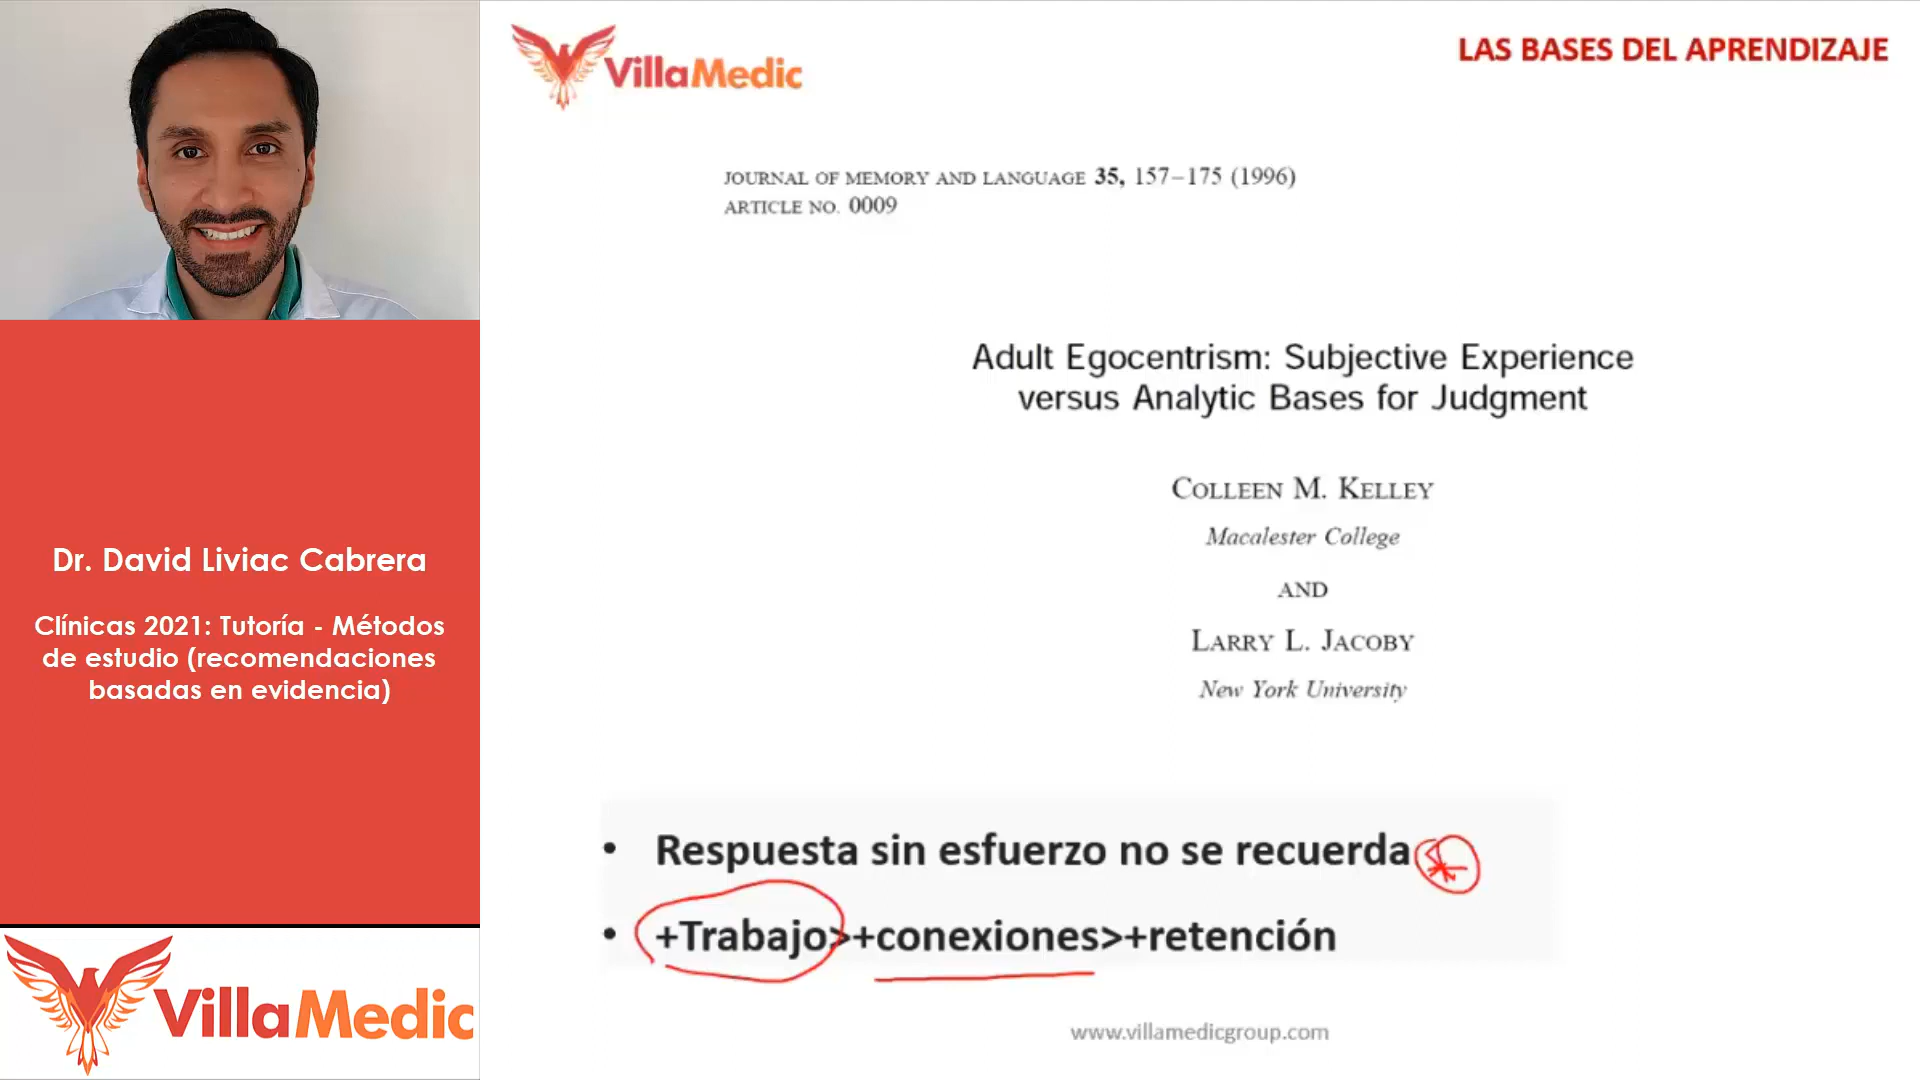 VillaMedic
LAS BASES DEL APRENDIZAJE
JOURNAL OF MEMORY AND LANGUAGE 35, 157–175 (1996)
ARTICLE NO. 0009
Adult Egocentrism: Subjective Experience
versus Analytic Bases for Judgment
COLLEEN M. KELLEY
Macalester College
AND
LARRY L. JACOBY
New York University
• Respuesta sin esfuerzo no se recuerda
• +Trabajo>+conexiones>+retención
www.villamedicgroup.com
Dr. David Liviac Cabrera
Clínicas 2021: Tutoría - Métodos
de estudio (recomendaciones
basadas en evidencia)
VillaMedic